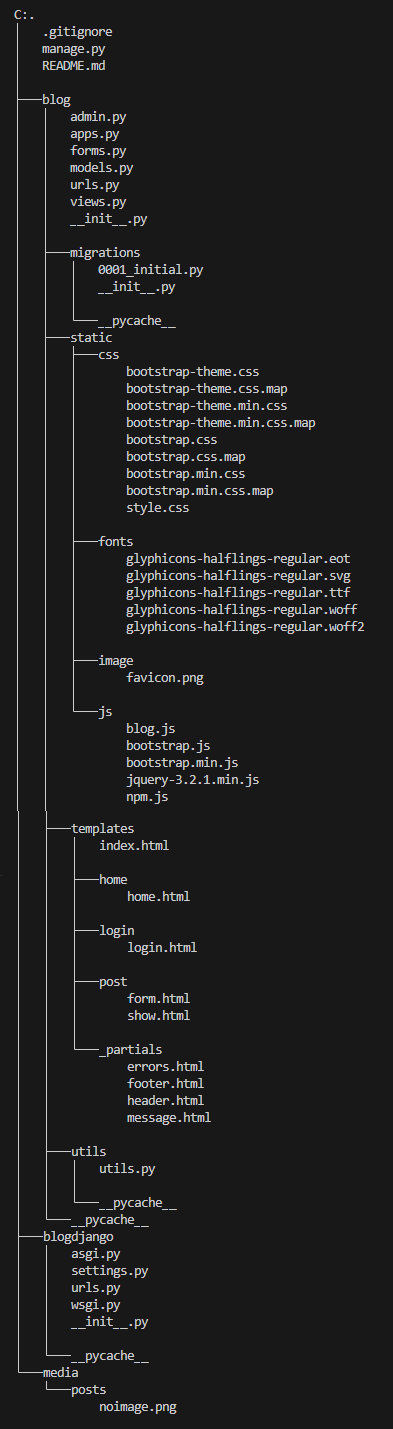 C:.
.gitignore
manage.py
README.md
blog
admin.py
apps.py
forms.py
models.py
urls.py
views.py
__init__.py
migrations
0001_initial.py
__init__.py
__pycache__
static
css
bootstrap-theme.css
bootstrap-theme.css.map
bootstrap-theme.min.css
bootstrap-theme.min.css.map
bootstrap.css
bootstrap.css.map
bootstrap.min.css
bootstrap.min.css.map
style.css
fonts
glyphicons-halflings-regular.eot
glyphicons-halflings-regular.svg
glyphicons-halflings-regular.ttf
glyphicons-halflings-regular.woff
glyphicons-halflings-regular.woff2
image
favicon.png
js
blog.js
bootstrap.js
bootstrap.min.js
jquery-3.2.1.min.js
npm.js
templates
index.html
home
home.html
login
login.html
post
form.html
show.html
_partials
errors.html
footer.html
header.html
message.html
utils
utils.py
__pycache__
__pycache__
blogdjango
asgi.py
settings.py
urls.py
wsgi.py
__init__.py
__pycache__
media
posts
noimage.png